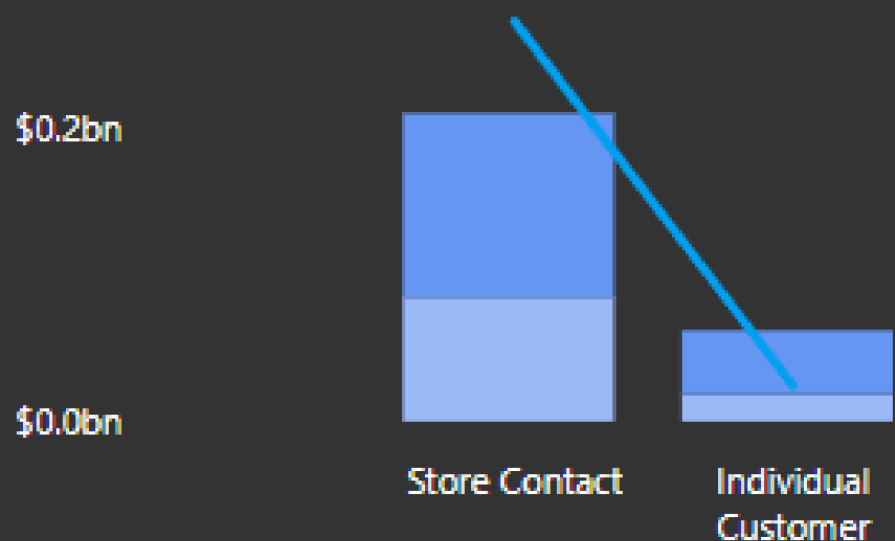 $0.2bn
$0.0bn
Store Contact
Individual
Customer